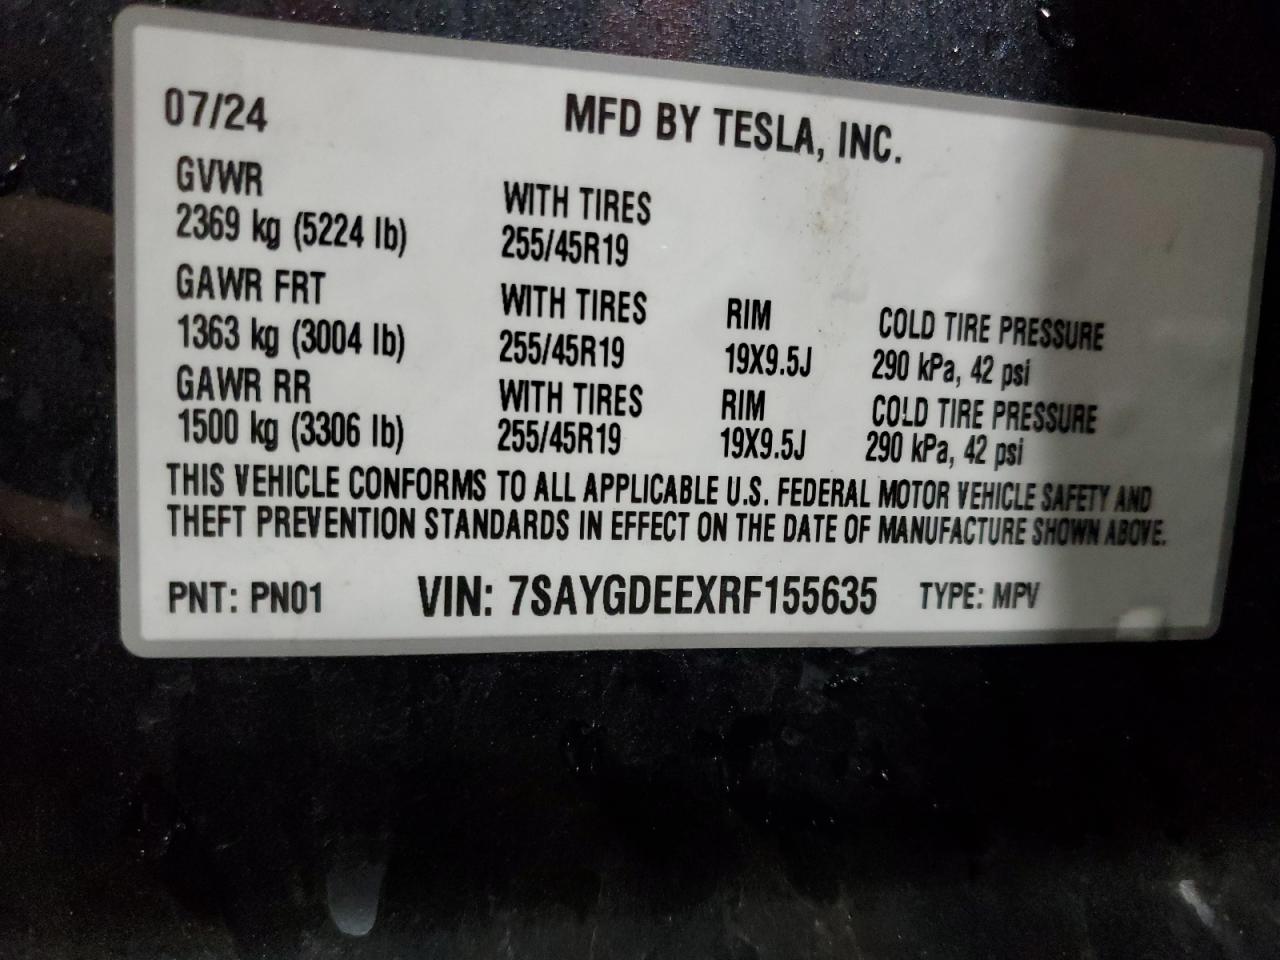 07/24 MFD BY TESLA, INC.
GVWR WITH TIRES
2369 kg (5224 lb) 255/45R19
GAWR FRT WITH TIRES RIM COLD TIRE PRESSURE
1363 kg (3004 lb) 255/45R19 19X9.5J 290 kPa, 42 psi
GAWR RR WITH TIRES RIM COLD TIRE PRESSURE
1500 kg (3306 lb) 255/45R19 19X9.5J 290 kPa, 42 psi
THIS VEHICLE CONFORMS TO ALL APPLICABLE U.S. FEDERAL MOTOR VEHICLE SAFETY AND
THEFT PREVENTION STANDARDS IN EFFECT ON THE DATE OF MANUFACTURE SHOWN ABOVE.
PNT: PN01 VIN: 7SAYGDEEXRF155635 TYPE: MPV